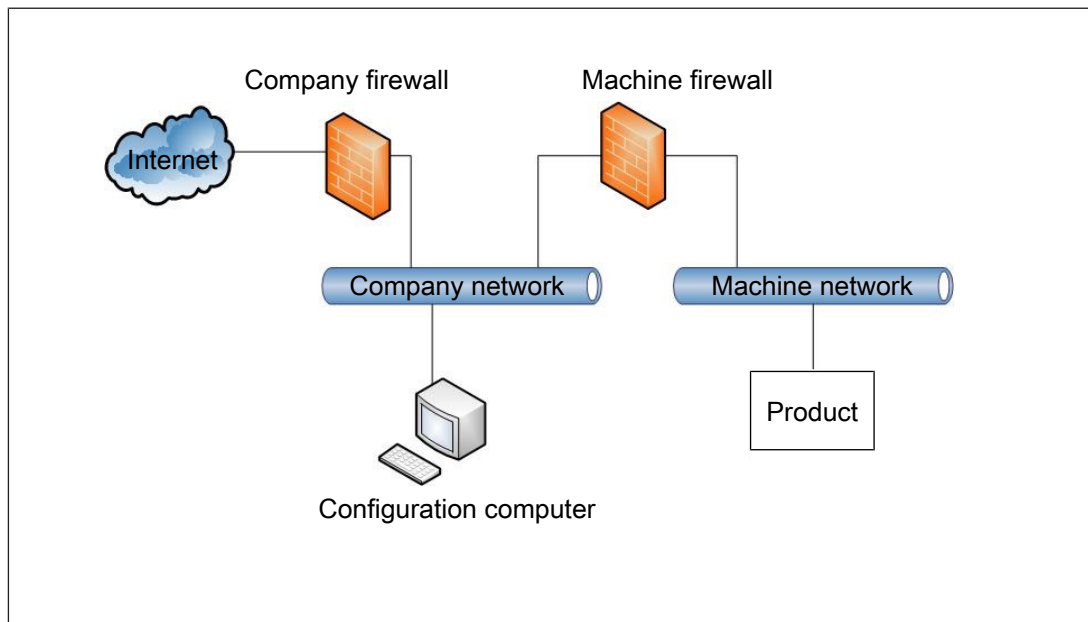 Company firewall
Machine firewall
Internet
Company network
Machine network
Product
Configuration computer